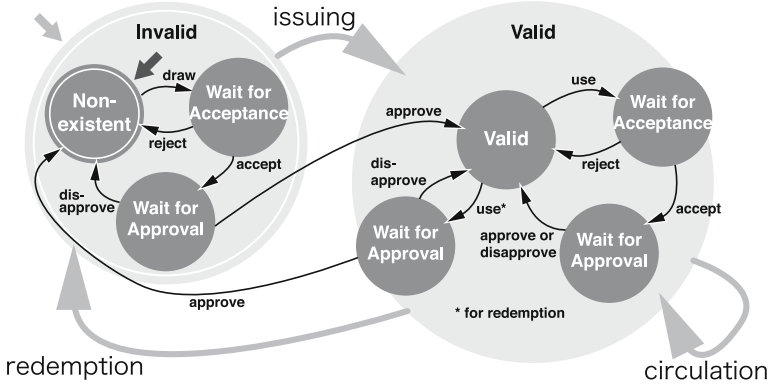 issuing
Invalid
Valid
draw
Non-
existent
Wait for
Acceptance
reject
accept
dis-
approve
Wait for
Approval
approve
Valid
use
Wait for
Acceptance
reject
accept
dis-
approve
use*
Wait for
Approval
approve or
disapprove
Wait for
Approval
approve
* for redemption
redemption
circulation